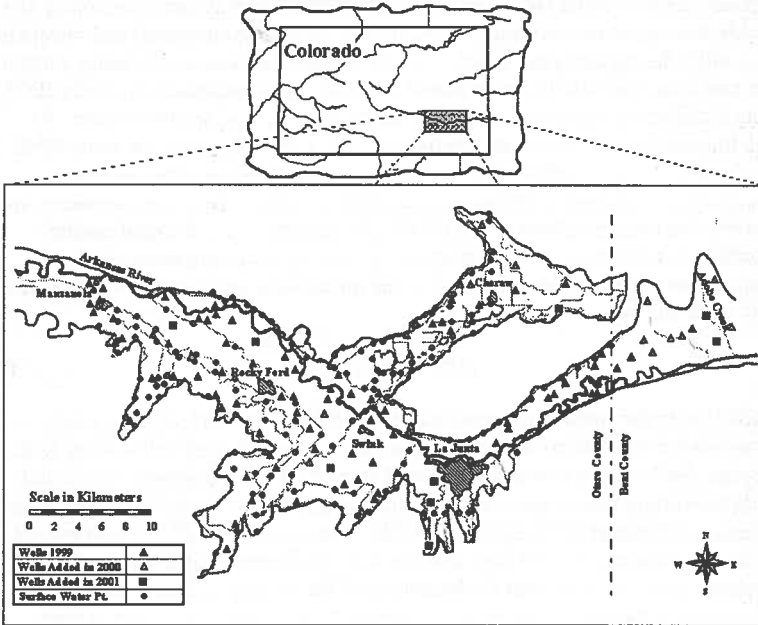 Colorado
Arkansas River
Manzanola
Cheraw
Rocky Ford
Swink
La Junta
Otero County
Bent County
Scale in Kilometers
0 2 4 6 8 10
Wells 1999
Wells Added in 2000
Wells Added in 2001
Surface Water Pt.
N
W E
S